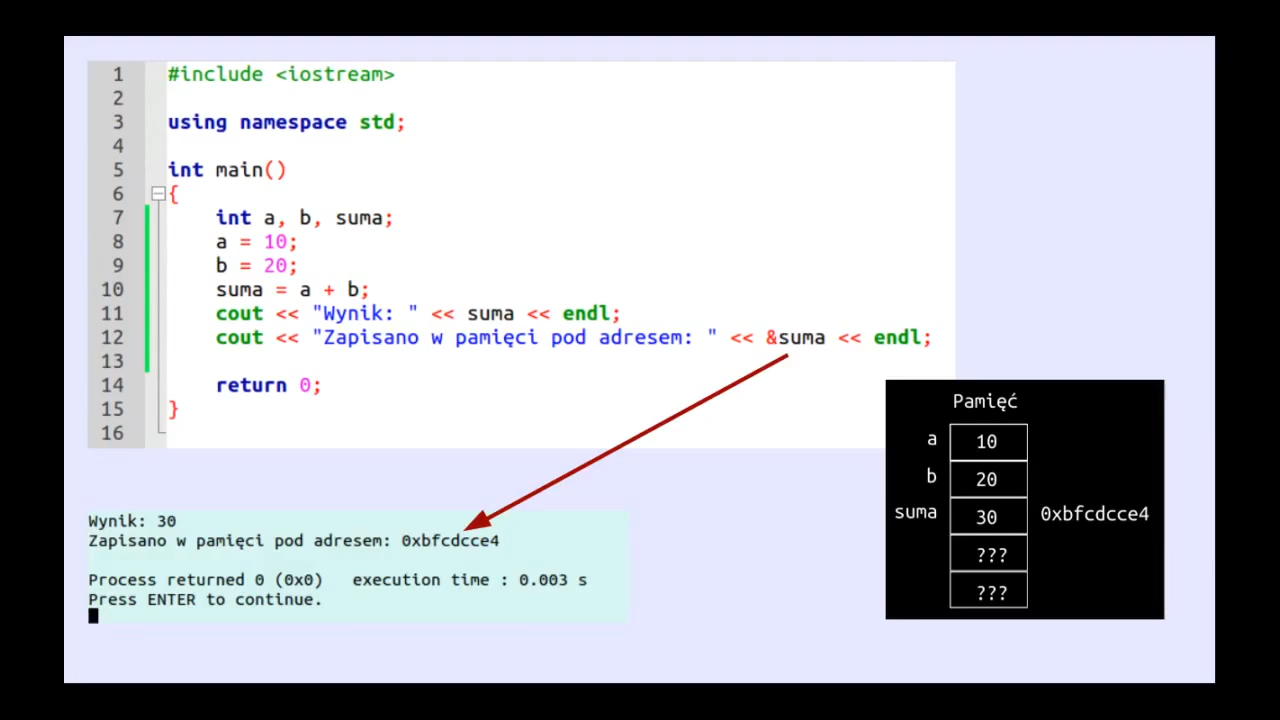 1 #include <iostream>
2
3 using namespace std;
4
5 int main()
6 {
7     int a, b, suma;
8     a = 10;
9     b = 20;
10     suma = a + b;
11     cout << "Wynik: " << suma << endl;
12     cout << "Zapisano w pamięci pod adresem: " << &suma << endl;
13
14     return 0;
15 }
16
Pamięć
a 10
b 20
suma 30 0xbfcdcce4
???
???
Wynik: 30
Zapisano w pamięci pod adresem: 0xbfcdcce4
Process returned 0 (0x0)   execution time : 0.003 s
Press ENTER to continue.